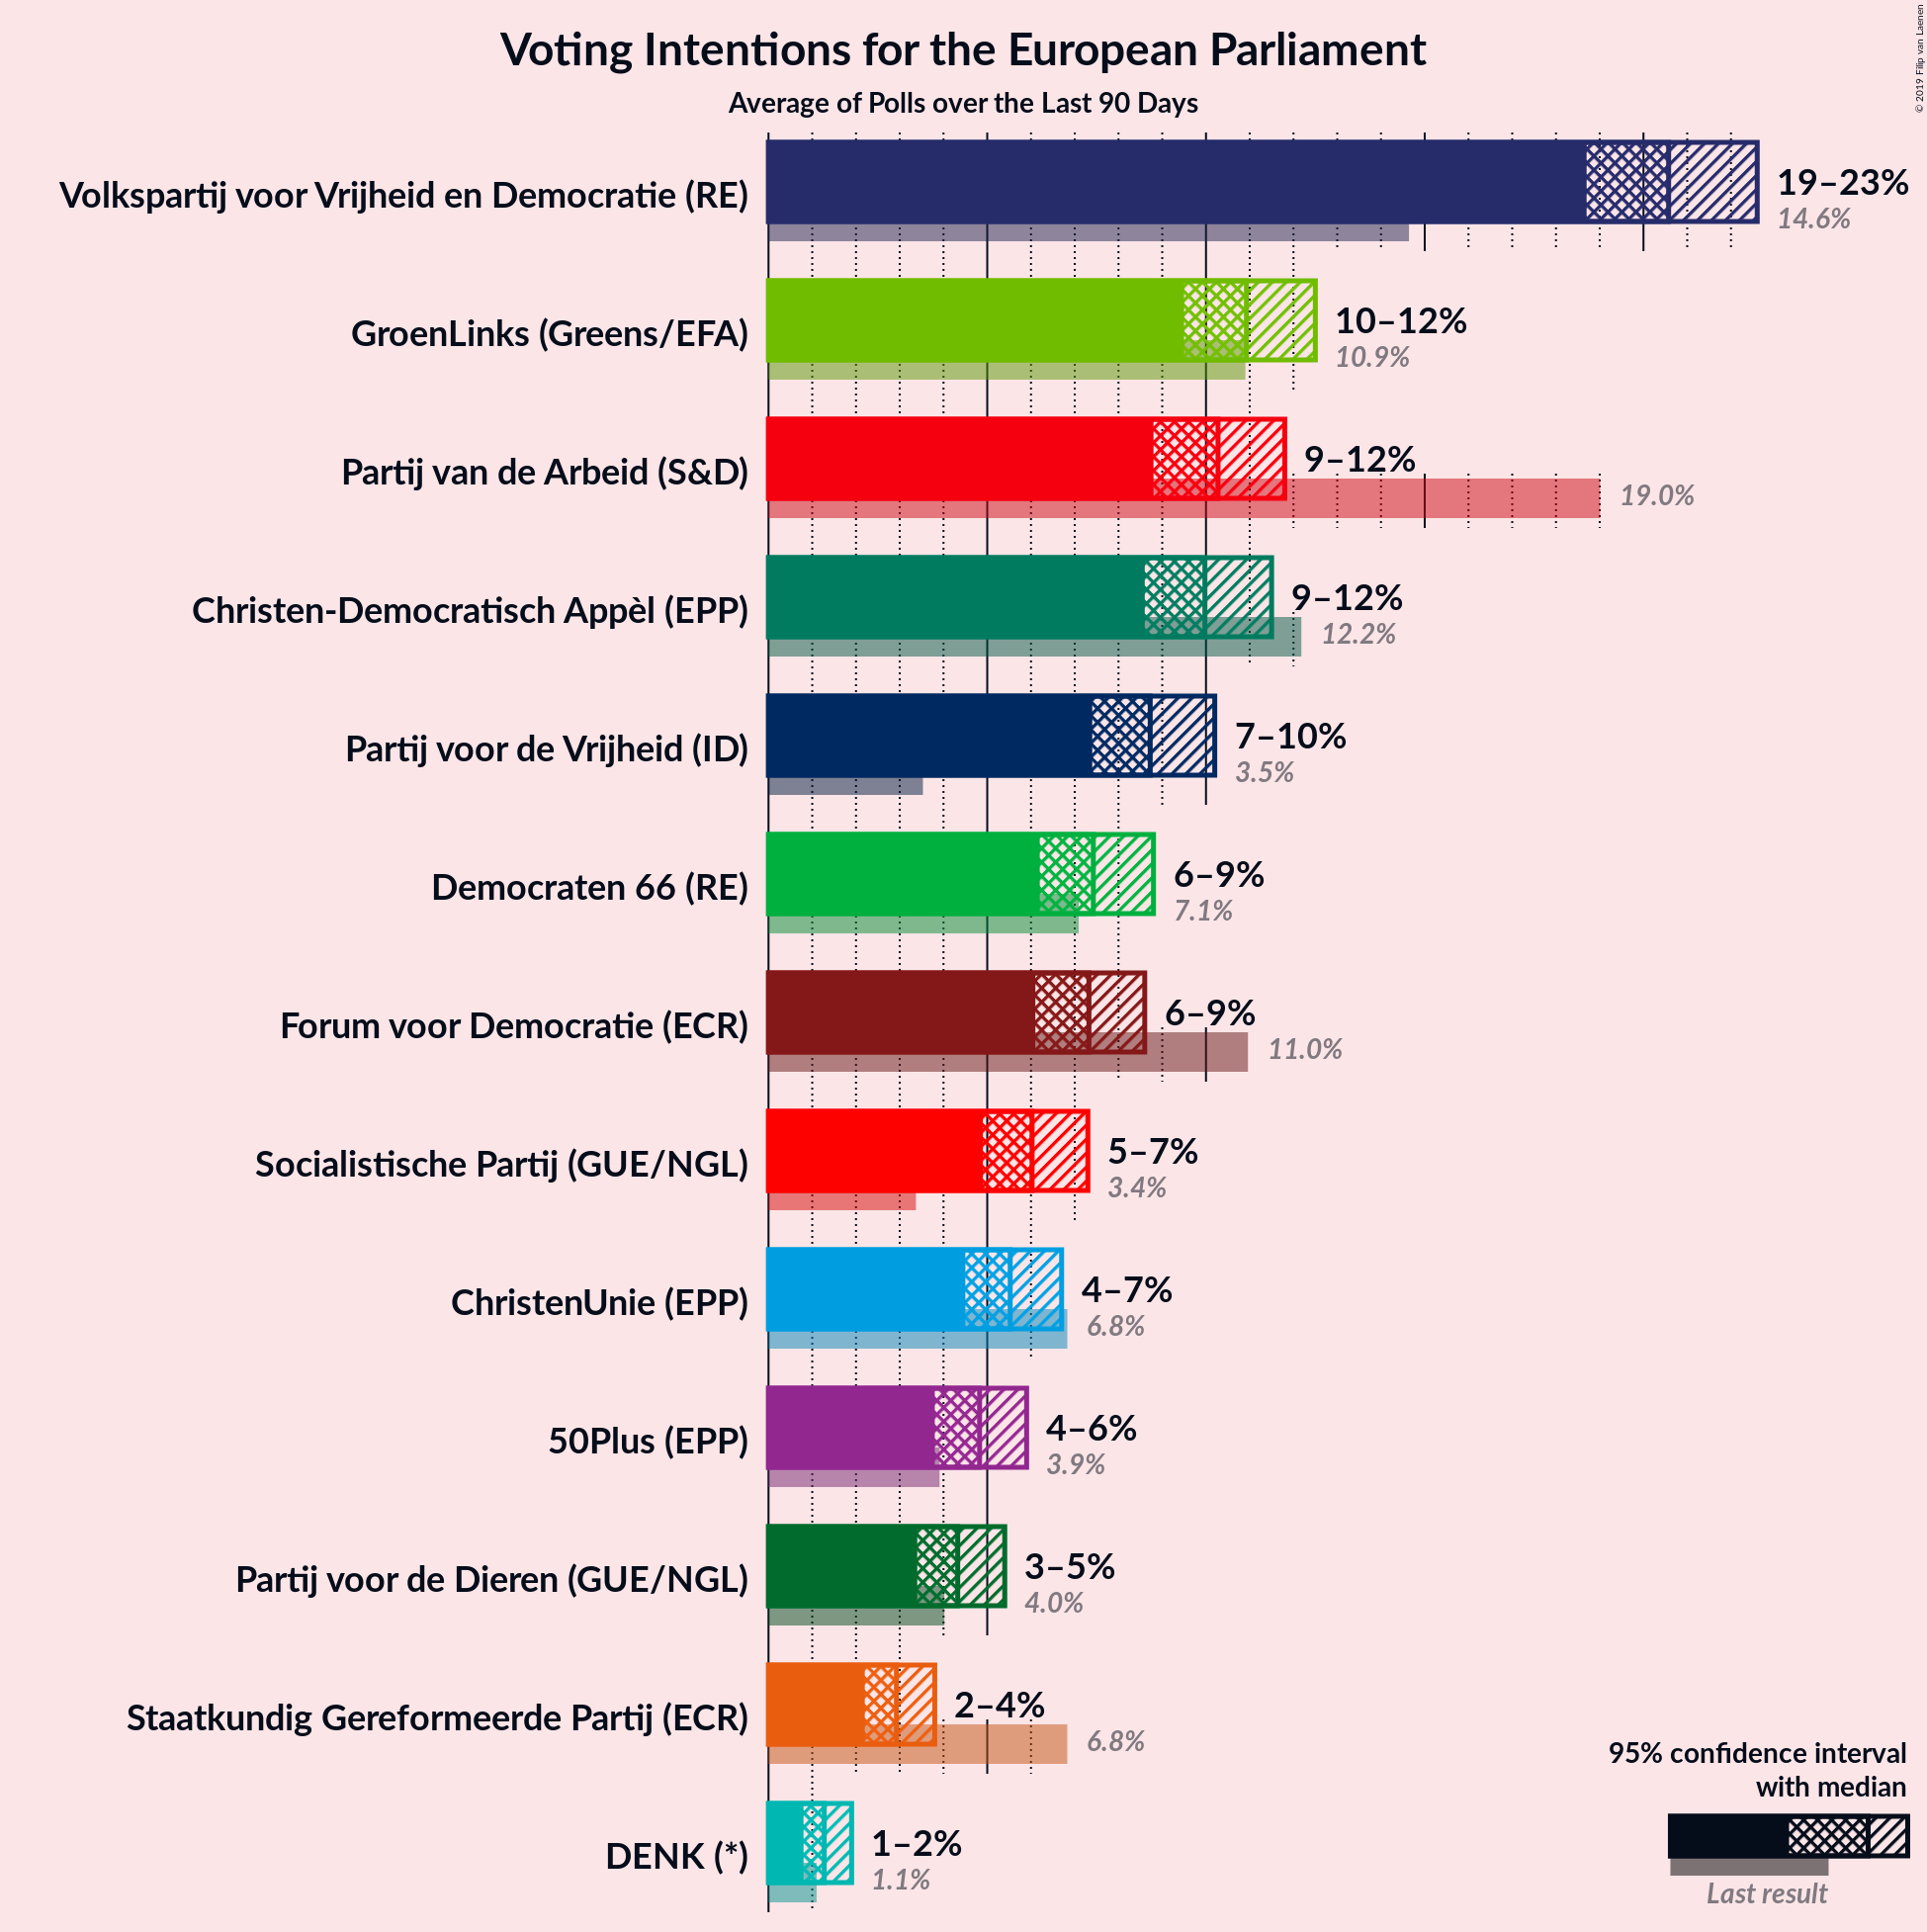 Voting Intentions for the European Parliament
Average of Polls over the Last 90 Days
© 2019 Filip van Laenen
Volkspartij voor Vrijheid en Democratie (RE)
19–23%
14.6%
GroenLinks (Greens/EFA)
10–12%
10.9%
Partij van de Arbeid (S&D)
9–12%
19.0%
Christen-Democratisch Appèl (EPP)
9–12%
12.2%
Partij voor de Vrijheid (ID)
7–10%
3.5%
Democraten 66 (RE)
6–9%
7.1%
Forum voor Democratie (ECR)
6–9%
11.0%
Socialistische Partij (GUE/NGL)
5–7%
3.4%
ChristenUnie (EPP)
4–7%
6.8%
50Plus (EPP)
4–6%
3.9%
Partij voor de Dieren (GUE/NGL)
3–5%
4.0%
Staatkundig Gereformeerde Partij (ECR)
2–4%
6.8%
DENK (*)
1–2%
1.1%
95% confidence interval
with median
Last result